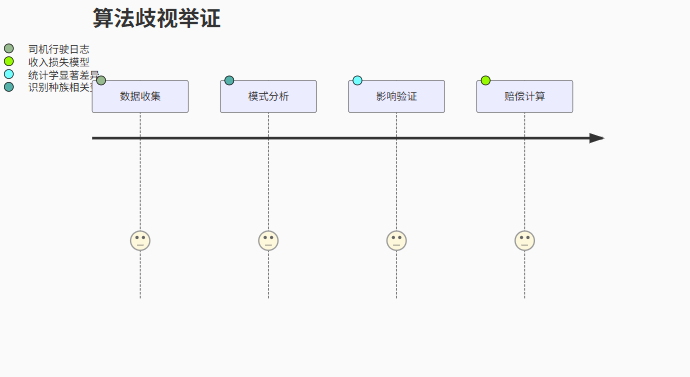 算法歧视举证
司机行驶日志
收入损失模型
统计学显著差异
识别种族相关
数据收集
模式分析
影响验证
赔偿计算